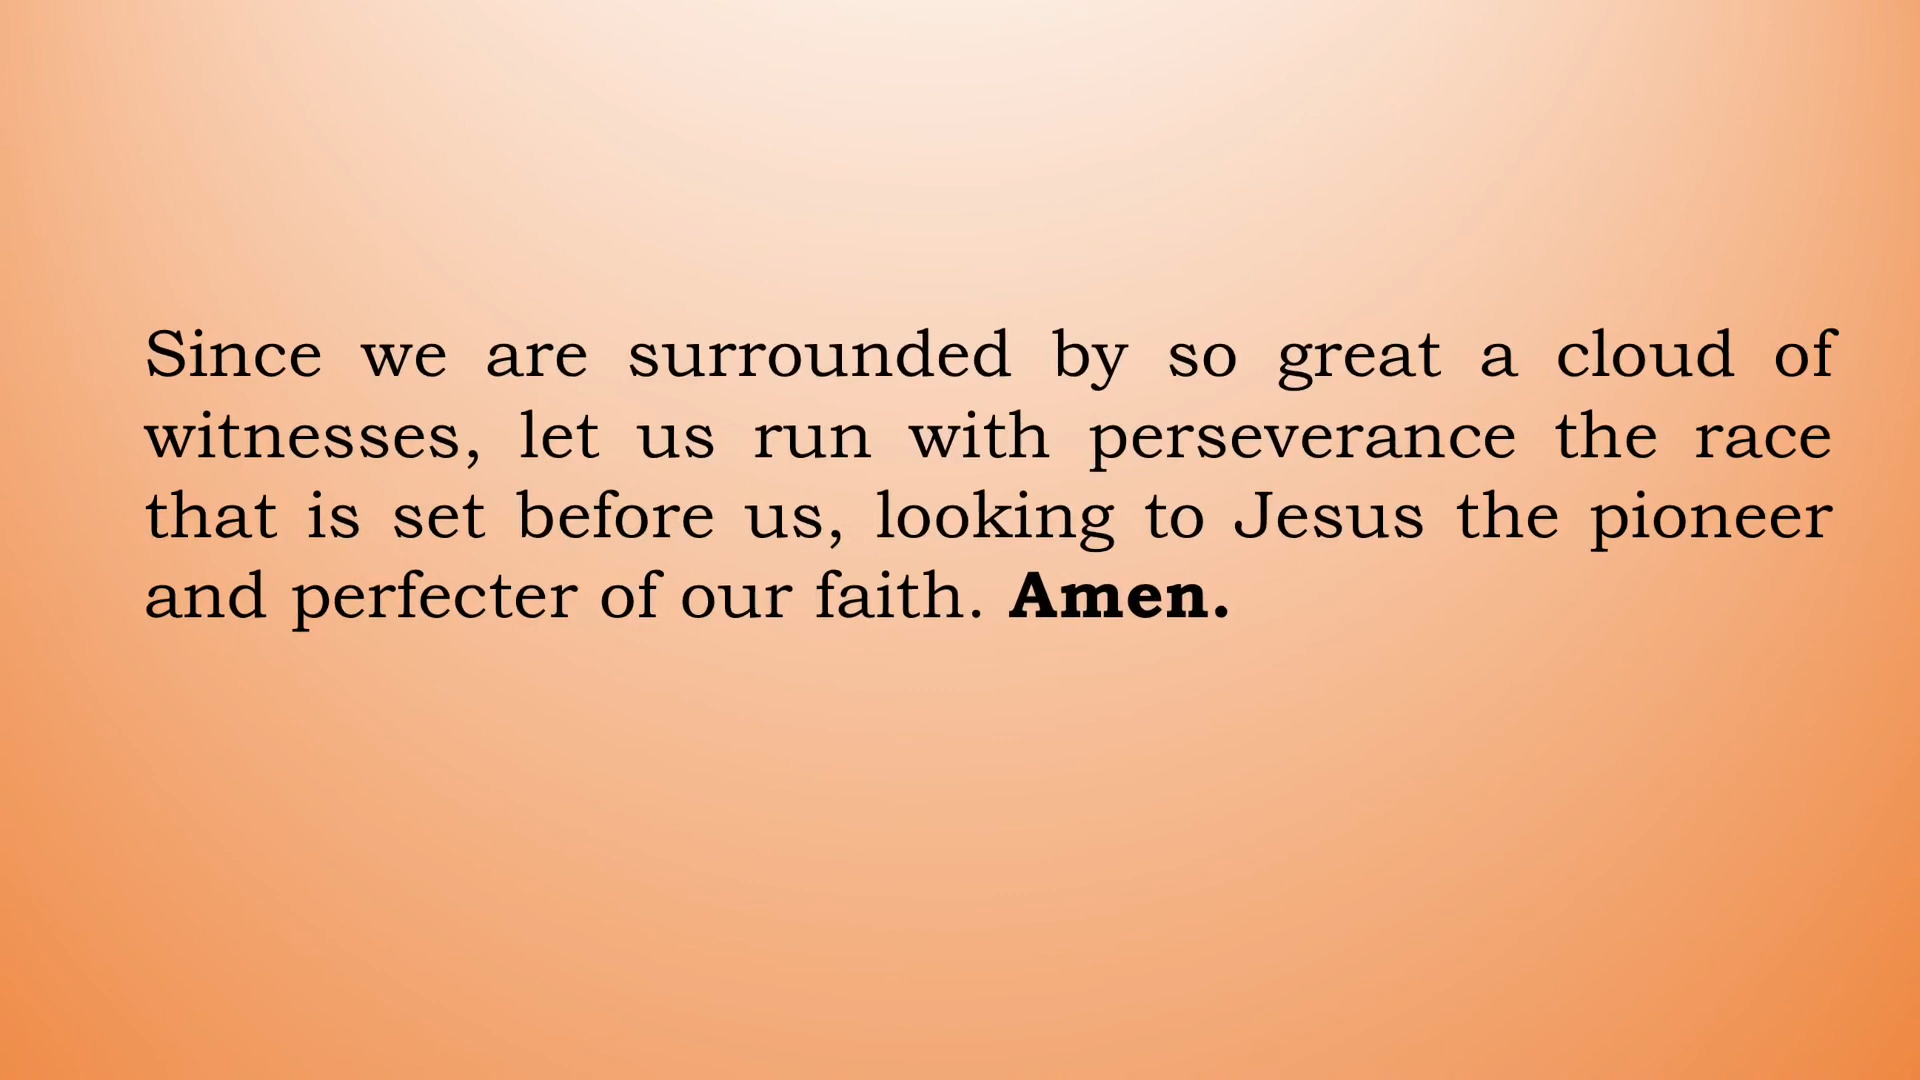 Since we are surrounded by so great a cloud of
witnesses, let us run with perseverance the race
that is set before us, looking to Jesus the pioneer
and perfecter of our faith. Amen.